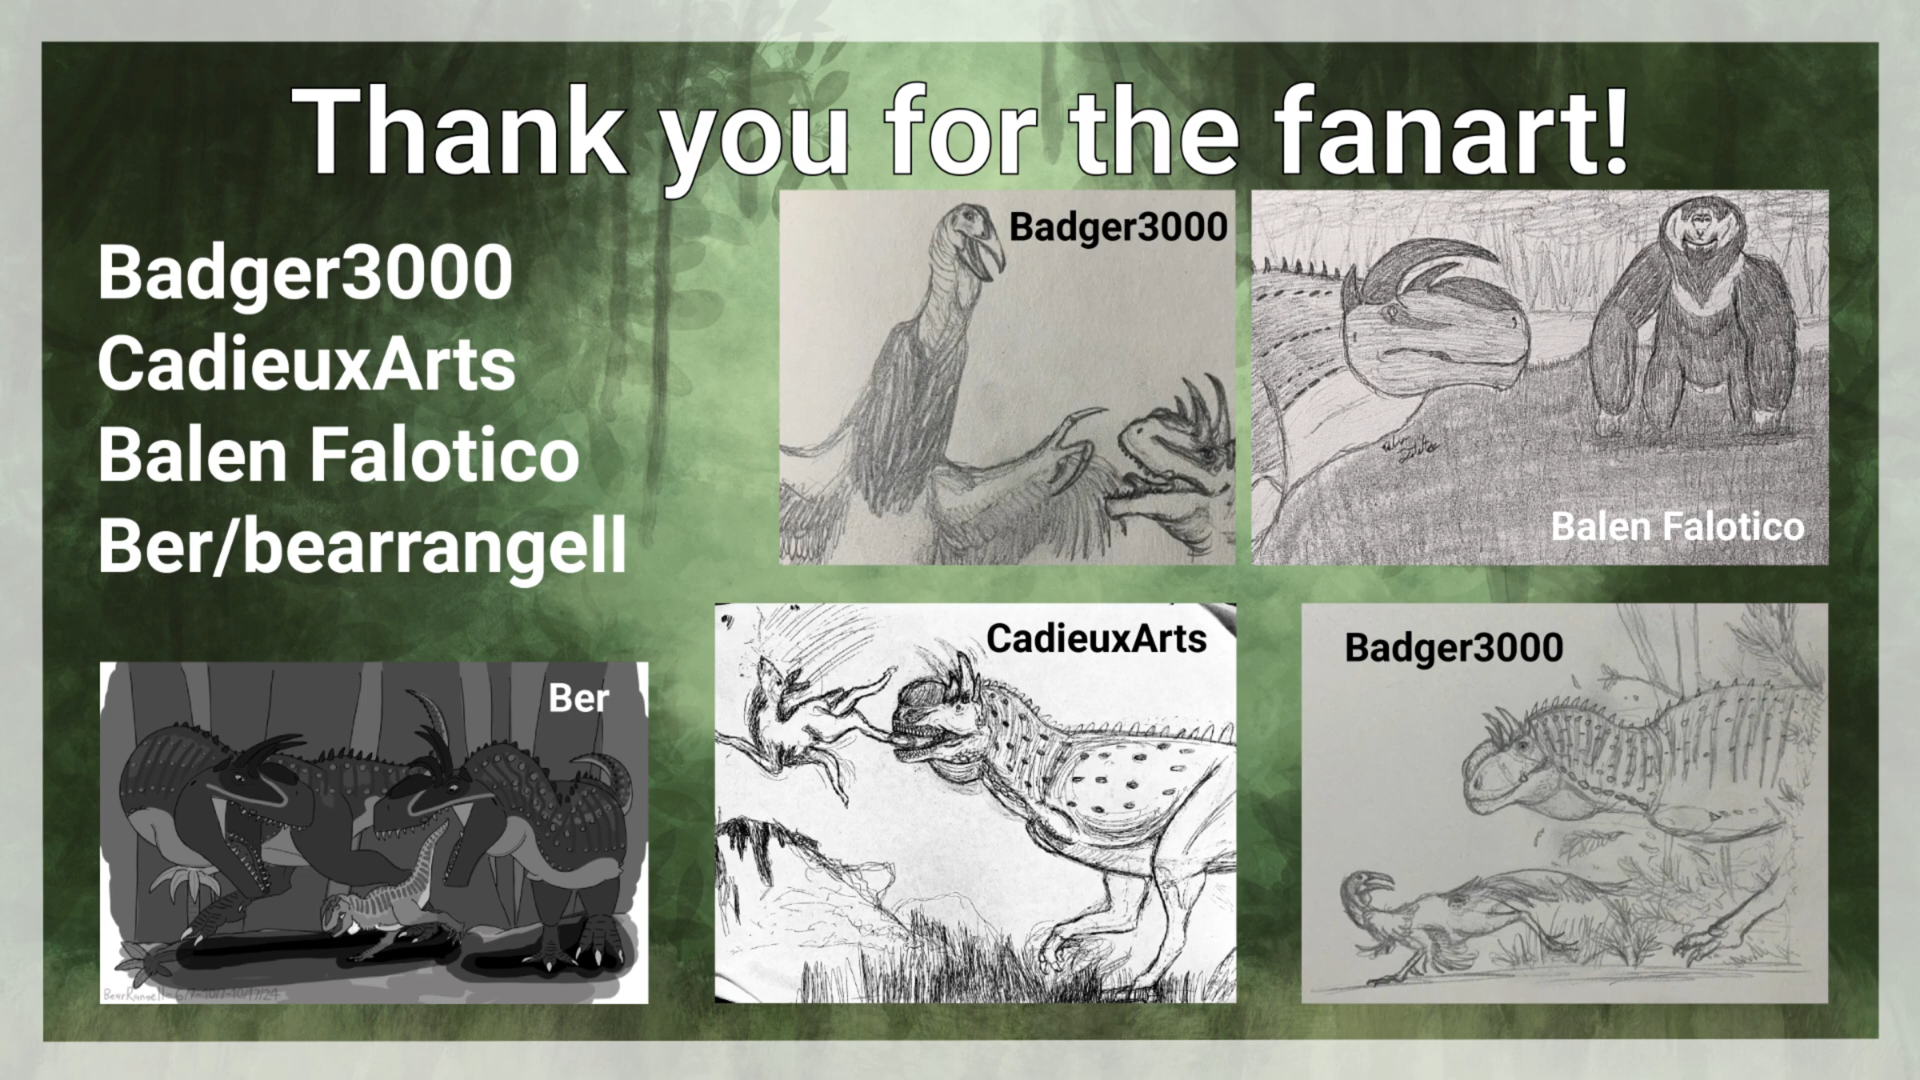 Thank you for the fanart!
Badger3000
CadieuxArts
Balen Falotico
Ber/bearrangell
Badger3000
Balen Falotico
Ber
CadieuxArts
Badger3000